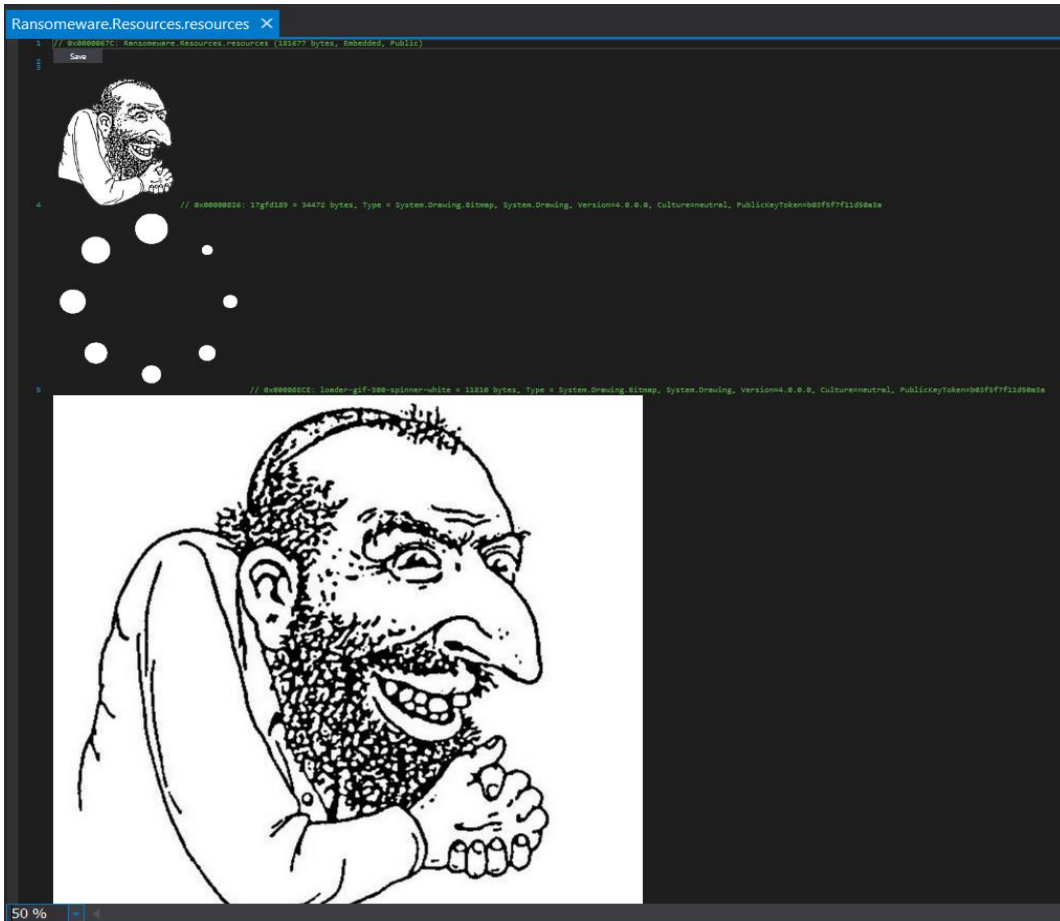 Ransomeware.Resources.resources ×
1 // 0x0000067C: Ransomeware.Resources.resources (181677 bytes, Embedded, Public)
Save
2
3
4 // 0x00000826: 17gfd189 = 34472 bytes, Type = System.Drawing.Bitmap, System.Drawing, Version=4.0.0.0, Culture=neutral, PublicKeyToken=b03f5f7f11d50a3a
5 // 0x00008ECE: loader-gif-300-spinner-white = 11810 bytes, Type = System.Drawing.Bitmap, System.Drawing, Version=4.0.0.0, Culture=neutral, PublicKeyToken=b03f5f7f11d50a3a
50 %